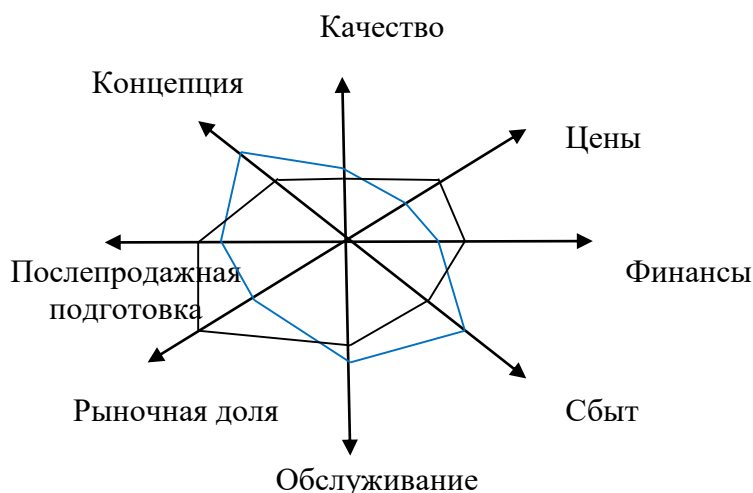 Качество
Концепция
Цены
Послепродажная
подготовка
Финансы
Рыночная доля
Сбыт
Обслуживание